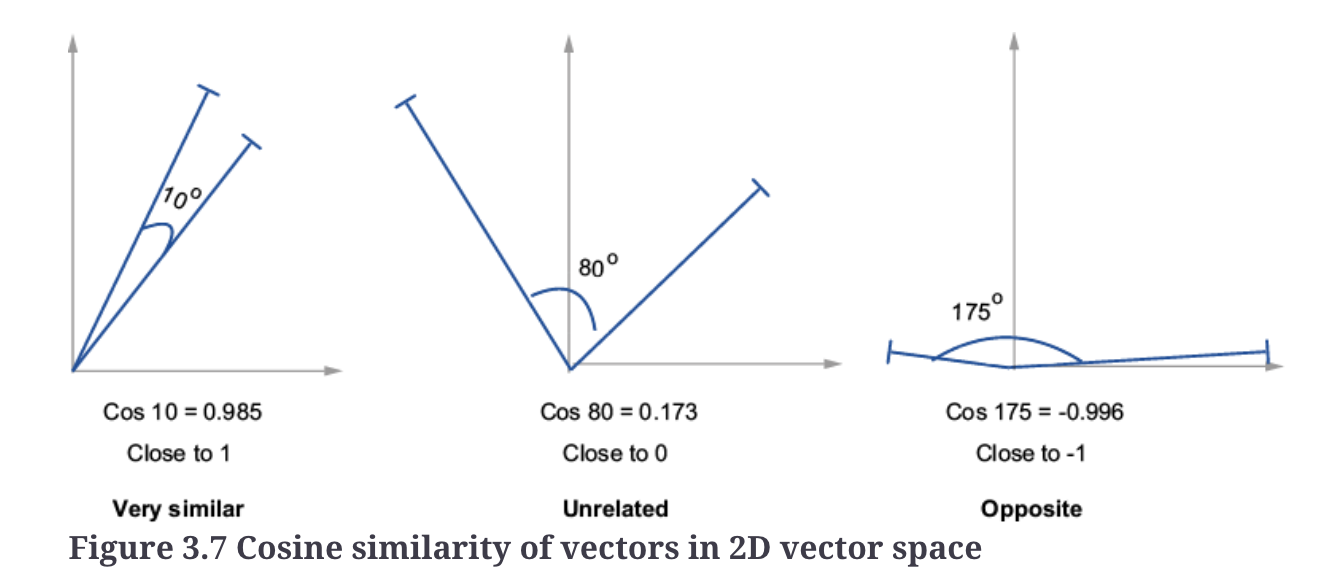 10°
80°
175°
Cos 10 = 0.985
Close to 1
Very similar
Cos 80 = 0.173
Close to 0
Unrelated
Cos 175 = -0.996
Close to -1
Opposite
Figure 3.7 Cosine similarity of vectors in 2D vector space